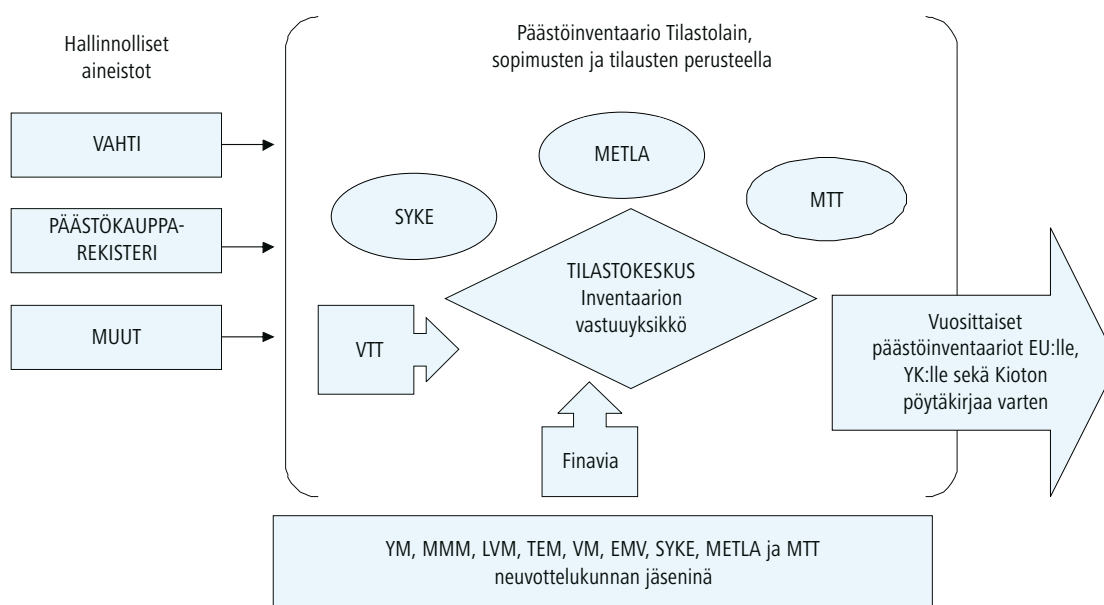 Hallinnolliset
aineistot
Päästöinventaario Tilastolain,
sopimusten ja tilausten perusteella
VAHTI
PÄÄSTÖKAUPPA-
REKISTERI
MUUT
METLA
SYKE
MTT
TILASTOKESKUS
Inventaarion
vastuuyksikkö
VTT
Finavia
Vuosittaiset
päästöinventaariot EU:lle,
YK:lle sekä Kioton
pöytäkirjaa varten
YM, MMM, LVM, TEM, VM, EMV, SYKE, METLA ja MTT
neuvottelukunnan jäseninä